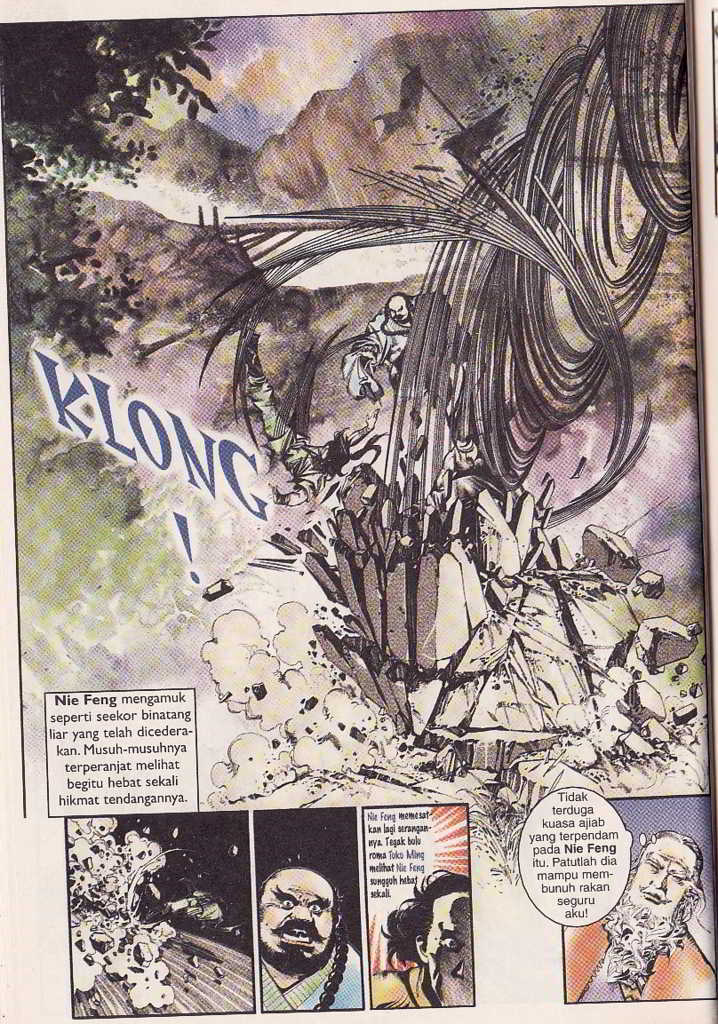 KLONG
!
Nie Feng mengamuk
seperti seekor binatang
liar yang telah dicedera-
kan. Musuh-musuhnya
terperanjat melihat
begitu hebat sekali
hikmat tendangannya.
Nie Feng memesat
kan lagi serangan-
nya. Tegak bulu
roma Toku Ming
melihat Nie Feng
sungguh hebat
sekali.
Tidak
terduga
kuasa ajiab
yang terpendam
pada Nie Feng
itu. Patutlah dia
mampu mem-
bunuh rakan
seguru
aku!